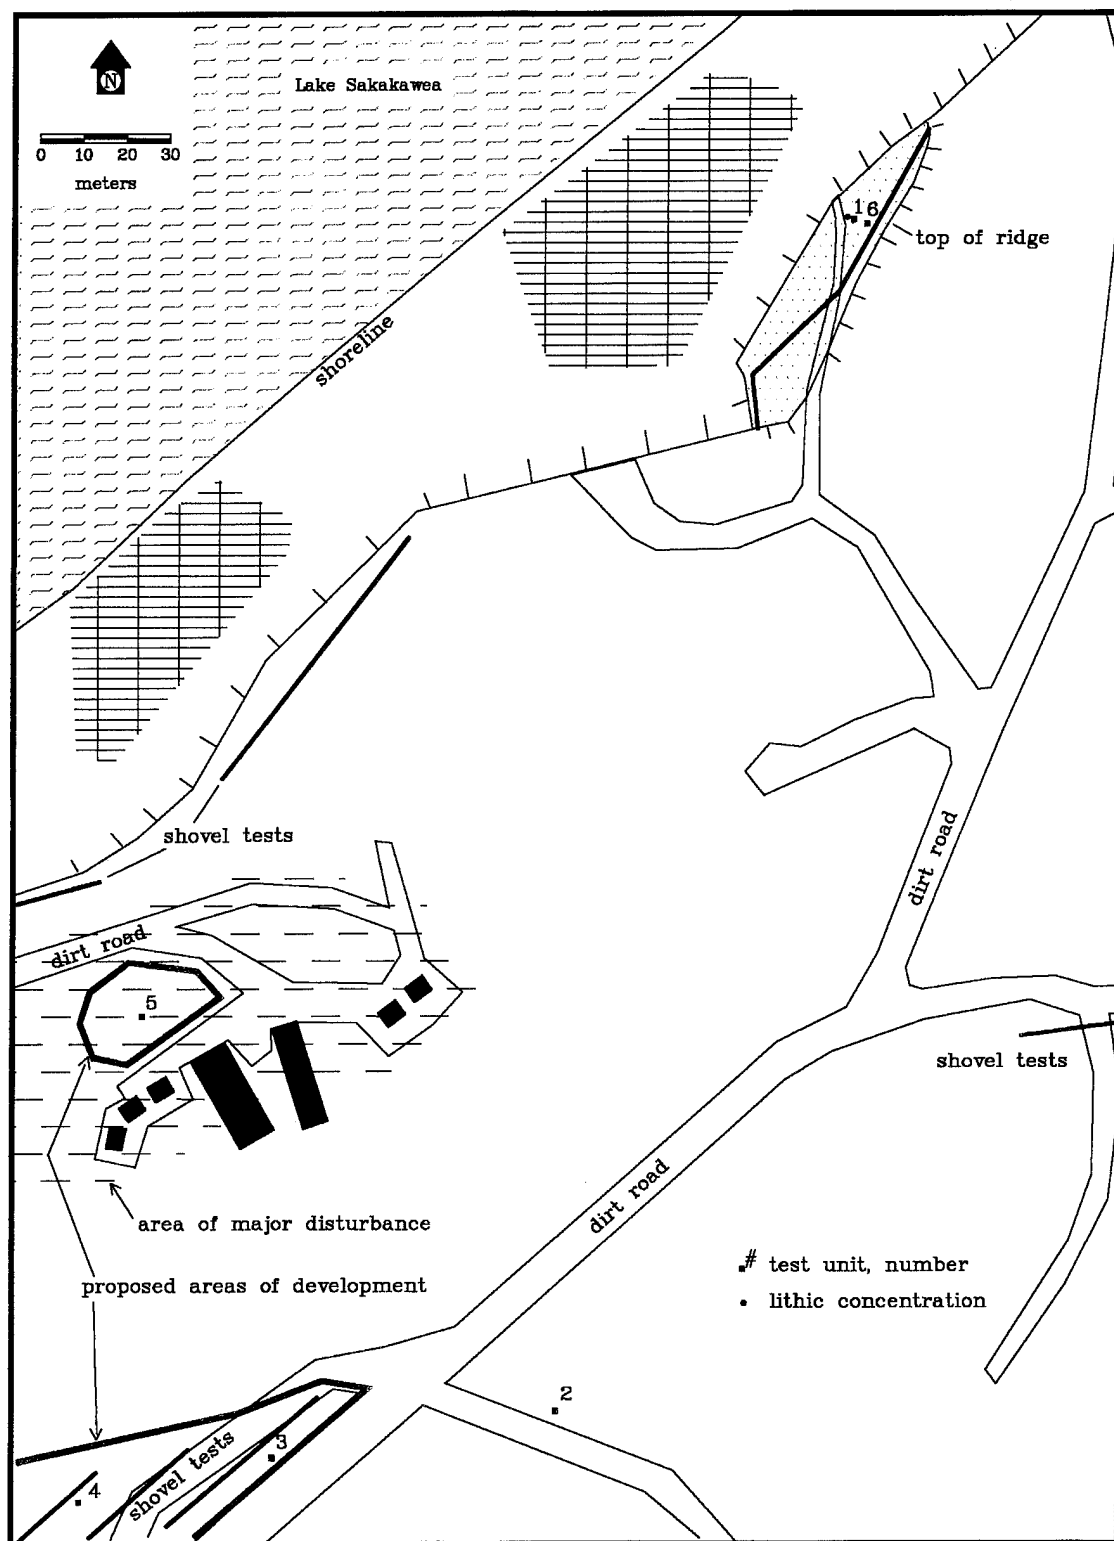 Lake Sakakawea
N
0 10 20 30
meters
1 6
top of ridge
shoreline
shovel tests
dirt road
dirt road
5
shovel tests
dirt road
area of major disturbance
# test unit, number
proposed areas of development
lithic concentration
2
3
shovel tests
4